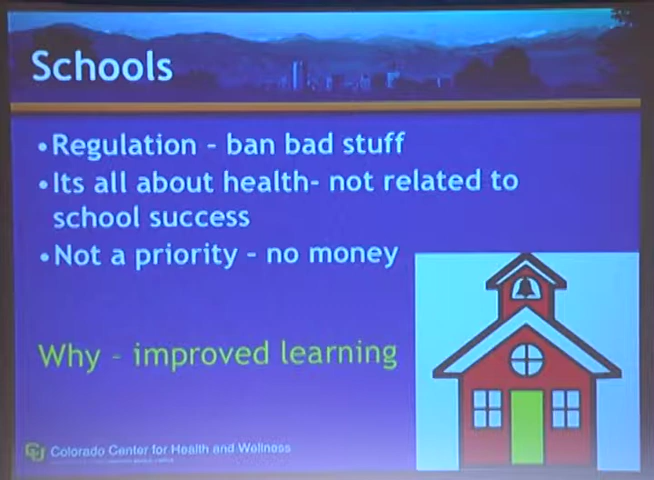 Schools
•Regulation - ban bad stuff
•Its all about health- not related to
school success
•Not a priority - no money
Why - improved learning
CU Colorado Center for Health and Wellness